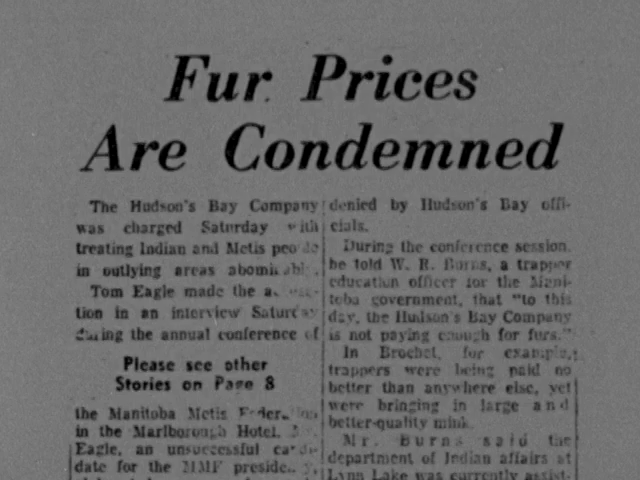 Fur Prices
Are Condemned
The Hudson's Bay Company
was charged Saturday with
treating Indian and Metis people
in outlying areas abominably.
Tom Eagle made the
tion in an interview Saturday
during the annual conference of
Please see other
Stories on Page 8
the Manitoba Metis Federation
in the Marlborough Hotel.
Eagle, an unsuccessful candi-
date for the MMF
denied by Hudson's Bay offi-
cials.
During the conference session,
he told W. R. Burns, a trapper
education officer for the Mani-
toba government, that "to this
day, the Hudson's Bay Company
is not paying enough for furs."
In Brochet, for example,
trappers were being paid no
better than anywhere else, yet
were bringing in large and
better-quality mink.
Mr. Burns said the
department of Indian affairs at
Lynn Lake was currently assist-